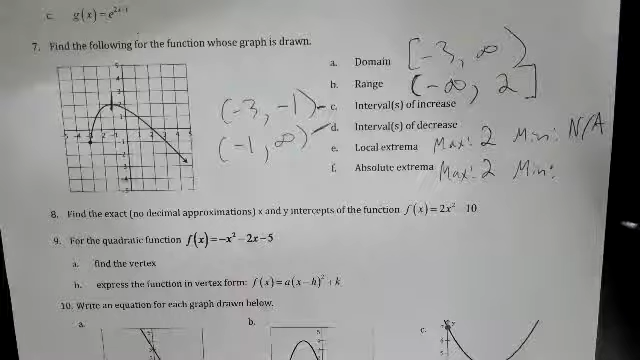 c. g(x)=e^{2x-1}
7. Find the following for the function whose graph is drawn.
a. Domain [-3, ∞)
b. Range (-∞, 2]
(-3, -1) c. Interval(s) of increase
(-1, ∞) d. Interval(s) of decrease
e. Local extrema Max: 2 Min: N/A
f. Absolute extrema Max: 2 Min:
8. Find the exact (no decimal approximations) x and y intercepts of the function f(x)=2x² 10
9. For the quadratic function f(x)=-x²-2x-5
a. find the vertex
b. express the function in vertex form: f(x)=a(x-h)²+k
10. Write an equation for each graph drawn below.
a. b. c.